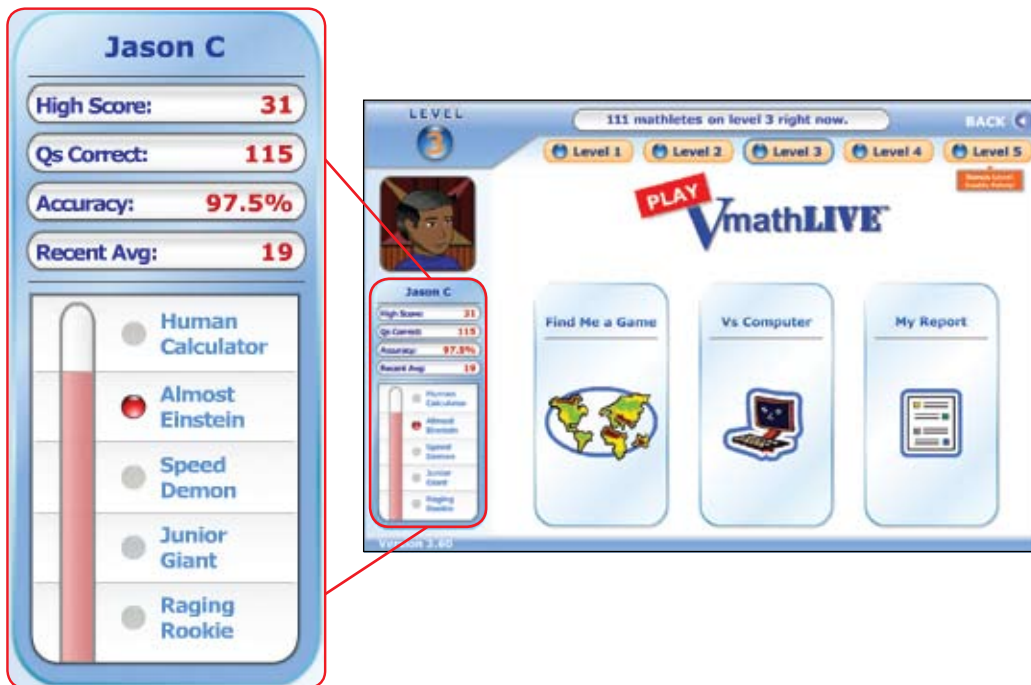 Jason C
High Score: 31
Qs Correct: 115
Accuracy: 97.5%
Recent Avg: 19
Human
Calculator
Almost
Einstein
Speed
Demon
Junior
Giant
Raging
Rookie
LEVEL
3
111 mathletes on level 3 right now.
BACK
Level 1
Level 2
Level 3
Level 4
Level 5
PLAY
VmathLIVE™
Jason C
High Score: 31
Qs Correct: 115
Accuracy: 97.5%
Recent Avg: 19
Human
Calculator
Almost
Einstein
Speed
Demon
Junior
Giant
Raging
Rookie
Find Me a Game
Vs Computer
My Report
Version 3.60